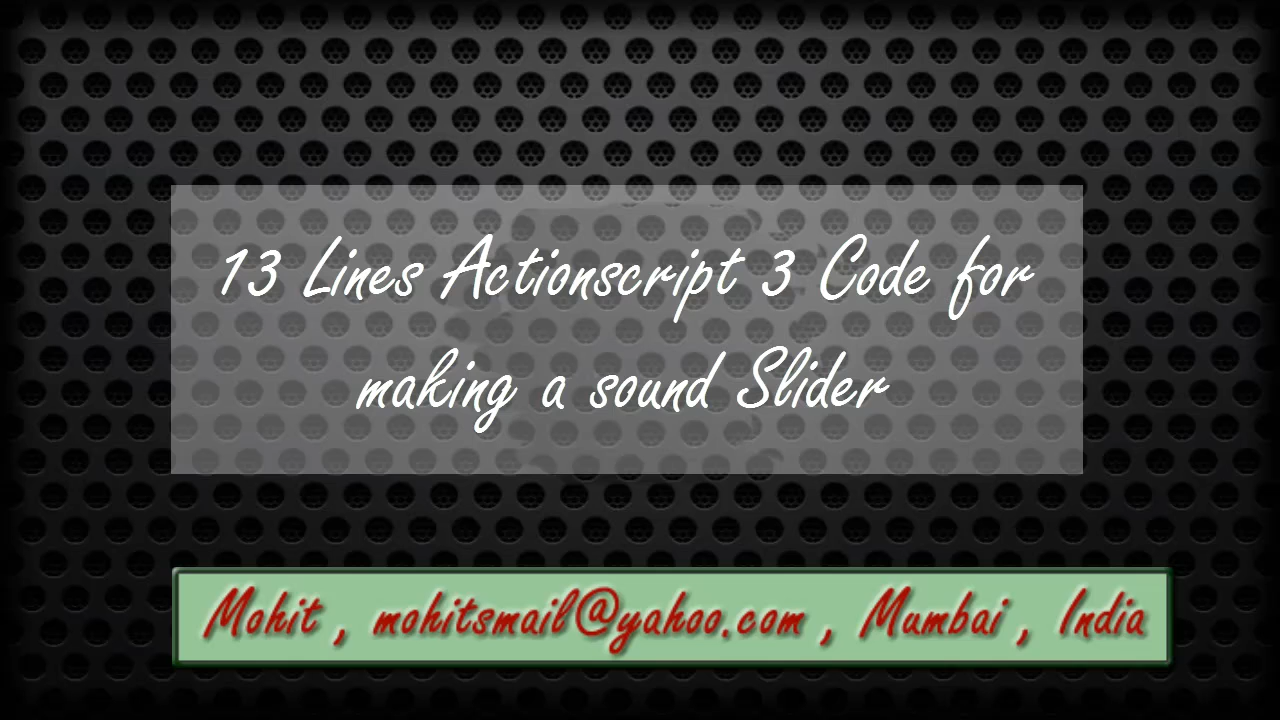 13 Lines Actionscript 3 Code for
making a sound Slider
Mohit , mohitsmail@yahoo.com , Mumbai , India